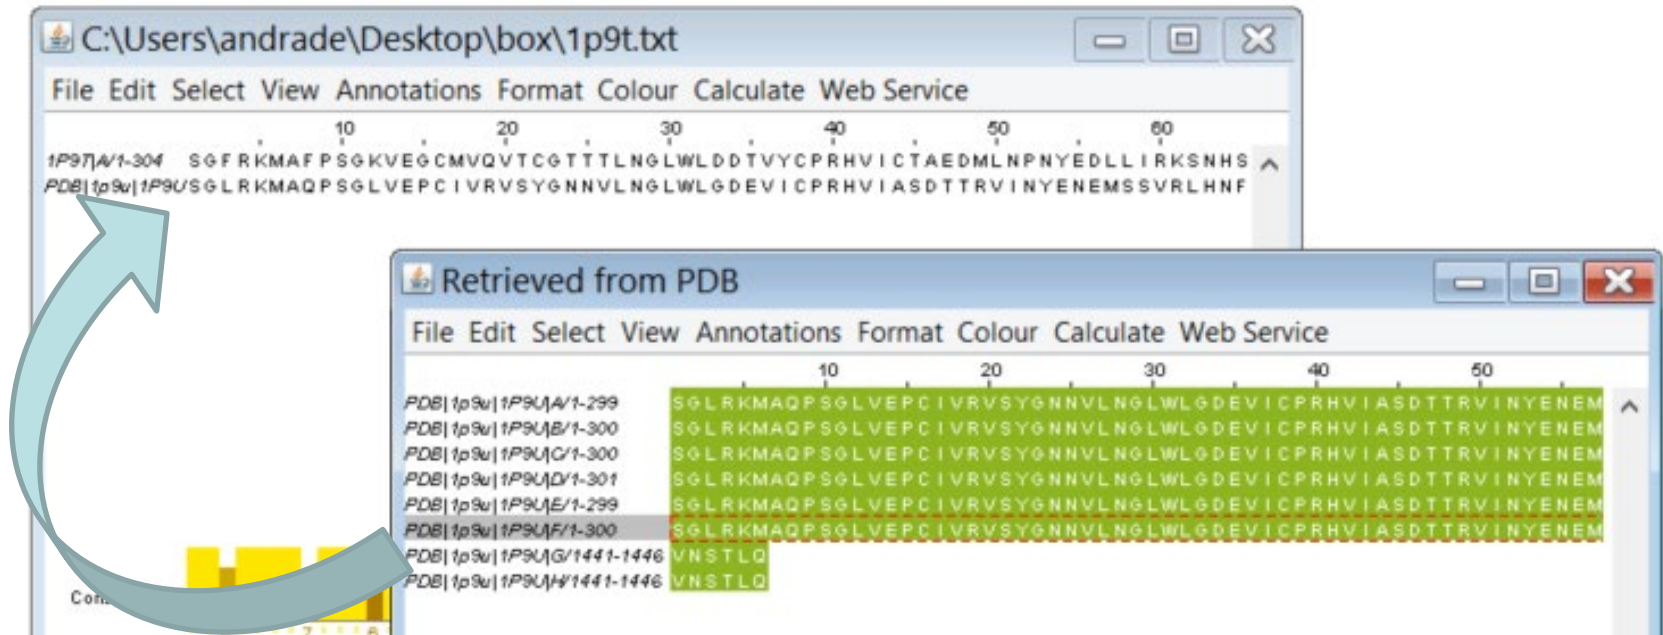 C:\Users\andrade\Desktop\box\1p9t.txt
File Edit Select View Annotations Format Colour Calculate Web Service
10 20 30 40 50 60
1P9T|A/1-304 SGFRKMAFPSGKVEGCMVQVTCGTTTLNGLWLDDTVYCPRHVICTAEDMLNPNYEDLLIRKSNHS
PDB|1p9u|1P9U SGLRKMAQPSGLVEPCIVRVSYGNNVLNGLWLGDEVICPRHVIASDTTRVINYENEMSSVRLHNF
Retrieved from PDB
File Edit Select View Annotations Format Colour Calculate Web Service
10 20 30 40 50
PDB|1p9u|1P9U|A/1-299 SGLRKMAQPSGLVEPCIVRVSYGNNVLNGLWLGDEVICPRHVIASDTTRVINYENEM
PDB|1p9u|1P9U|B/1-300 SGLRKMAQPSGLVEPCIVRVSYGNNVLNGLWLGDEVICPRHVIASDTTRVINYENEM
PDB|1p9u|1P9U|C/1-300 SGLRKMAQPSGLVEPCIVRVSYGNNVLNGLWLGDEVICPRHVIASDTTRVINYENEM
PDB|1p9u|1P9U|D/1-301 SGLRKMAQPSGLVEPCIVRVSYGNNVLNGLWLGDEVICPRHVIASDTTRVINYENEM
PDB|1p9u|1P9U|E/1-299 SGLRKMAQPSGLVEPCIVRVSYGNNVLNGLWLGDEVICPRHVIASDTTRVINYENEM
PDB|1p9u|1P9U|F/1-300 SGLRKMAQPSGLVEPCIVRVSYGNNVLNGLWLGDEVICPRHVIASDTTRVINYENEM
PDB|1p9u|1P9U|G/1441-1446 VNSTLQ
PDB|1p9u|1P9U|H/1441-1446 VNSTLQ